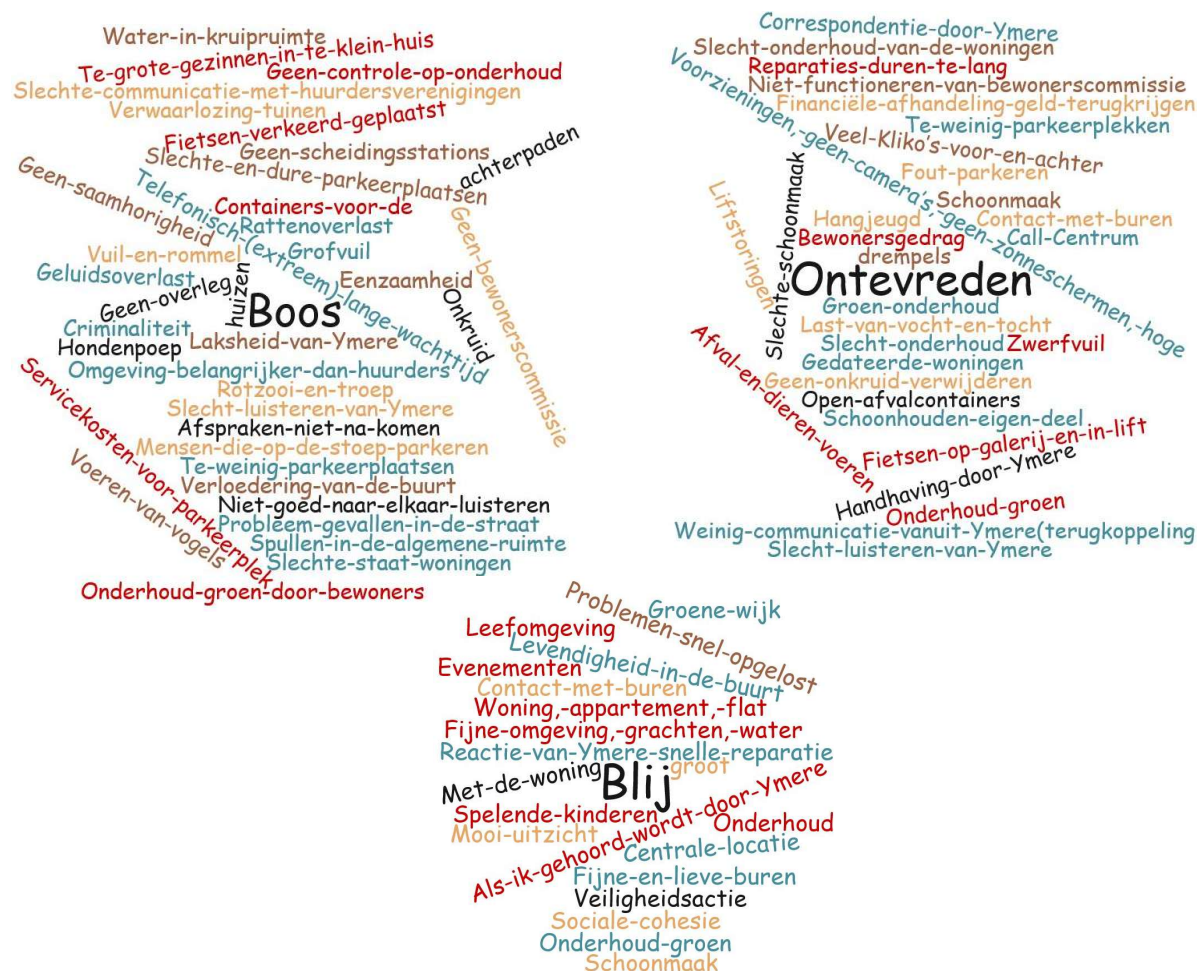 Water-in-kruipruimte
Te-grote-gezinnen-in-te-klein-huis
Geen-controle-op-onderhoud
Slechte-communicatie-met-huurdersverenigingen
Verwaarlozing-tuinen
Fietsen-verkeerd-geplaatst
Geen-scheidingsstations
achterpaden
Slechte-en-dure-parkeerplaatsen
Geen-saamhorigheid
Telefonisch-(extreem)-lange-wachttijd
Containers-voor-de
Rattenoverlast
Geen-bewonerscommissie
Vuil-en-rommel
Grofvuil
Geluidsoverlast
Eenzaamheid
Geen-overleg
huizen
Boos
Onkruid
Criminaliteit
Hondenpoep
Laksheid-van-Ymere
Omgeving-belangrijker-dan-huurders
Servicekosten-voor-parkeerplek
Rotzooi-en-troep
Slecht-luisteren-van-Ymere
Afspraken-niet-na-komen
Mensen-die-op-de-stoep-parkeren
Te-weinig-parkeerplaatsen
Voeren-van-vogels
Verloedering-van-de-buurt
Niet-goed-naar-elkaar-luisteren
Probleem-gevallen-in-de-straat
Spullen-in-de-algemene-ruimte
Slechte-staat-woningen
Onderhoud-groen-door-bewoners
Correspondentie-door-Ymere
Slecht-onderhoud-van-de-woningen
Voorzieningen,-geen-camera's,-geen-zonneschermen,-hoge
Reparaties-duren-te-lang
Niet-functioneren-van-bewonerscommissie
Financiële-afhandeling-geld-terugkrijgen
Te-weinig-parkeerplekken
Veel-Kliko's-voor-en-achter
Slechte-schoonmaak
Fout-parkeren
Liftstoringen
Schoonmaak
Hangjeugd
Contact-met-buren
Bewonersgedrag
Call-Centrum
drempels
Ontevreden
Groen-onderhoud
Last-van-vocht-en-tocht
Slecht-onderhoud
Zwerfvuil
Afval-en-dieren-voeren
Gedateerde-woningen
Geen-onkruid-verwijderen
Open-afvalcontainers
Schoonhouden-eigen-deel
Fietsen-op-galerij-en-in-lift
Handhaving-door-Ymere
Onderhoud-groen
Weinig-communicatie-vanuit-Ymere(terugkoppeling
Slecht-luisteren-van-Ymere
Problemen-snel-opgelost
Groene-wijk
Leefomgeving
Levendigheid-in-de-buurt
Evenementen
Contact-met-buren
Woning,-appartement,-flat
Fijne-omgeving,-grachten,-water
Reactie-van-Ymere-snelle-reparatie
Met-de-woning
Blij
groot
Spelende-kinderen
Als-ik-gehoord-wordt-door-Ymere
Mooi-uitzicht
Onderhoud
Centrale-locatie
Fijne-en-lieve-buren
Veiligheidsactie
Sociale-cohesie
Onderhoud-groen
Schoonmaak